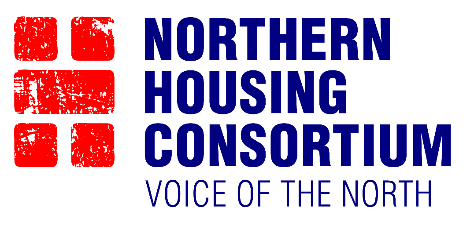 NORTHERN
HOUSING
CONSORTIUM
VOICE OF THE NORTH